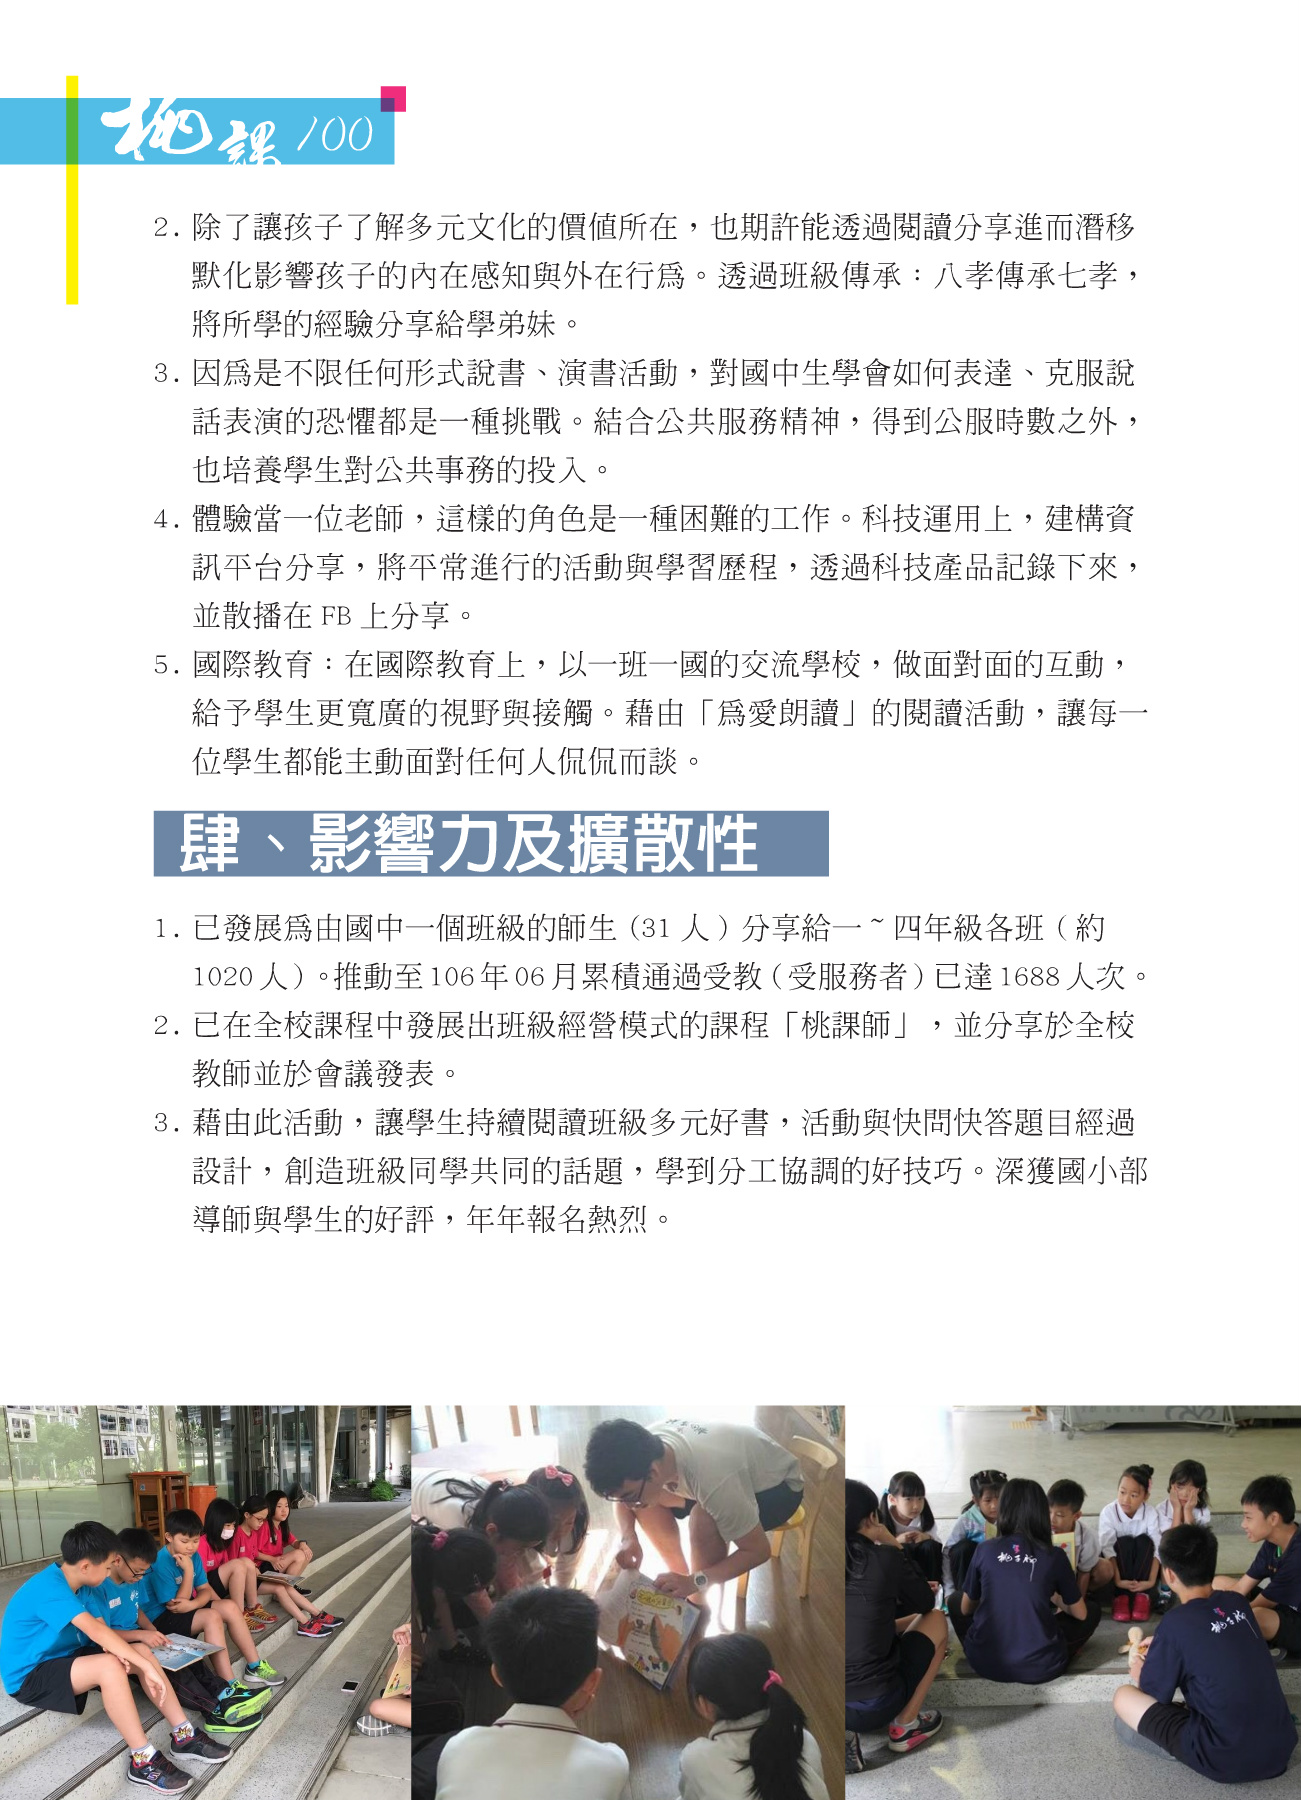 桃課 100
2. 除了讓孩子了解多元文化的價值所在，也期許能透過閱讀分享進而潛移
默化影響孩子的內在感知與外在行為。透過班級傳承：八孝傳承七孝，
將所學的經驗分享給學弟妹。
3. 因為是不限任何形式說書、演書活動，對國中生學會如何表達、克服說
話表演的恐懼都是一種挑戰。結合公共服務精神，得到公服時數之外，
也培養學生對公共事務的投入。
4. 體驗當一位老師，這樣的角色是一種困難的工作。科技運用上，建構資
訊平台分享，將平常進行的活動與學習歷程，透過科技產品記錄下來，
並散播在 FB 上分享。
5. 國際教育：在國際教育上，以一班一國的交流學校，做面對面的互動，
給予學生更寬廣的視野與接觸。藉由「為愛朗讀」的閱讀活動，讓每一
位學生都能主動面對任何人侃侃而談。
肆、影響力及擴散性
1. 已發展為由國中一個班級的師生（31 人）分享給一 ~ 四年級各班（約
1020 人）。推動至 106 年 06 月累積通過受教（受服務者）已達 1688 人次。
2. 已在全校課程中發展出班級經營模式的課程「桃課師」，並分享於全校
教師並於會議發表。
3. 藉由此活動，讓學生持續閱讀班級多元好書，活動與快問快答題目經過
設計，創造班級同學共同的話題，學到分工協調的好技巧。深獲國小部
導師與學生的好評，年年報名熱烈。